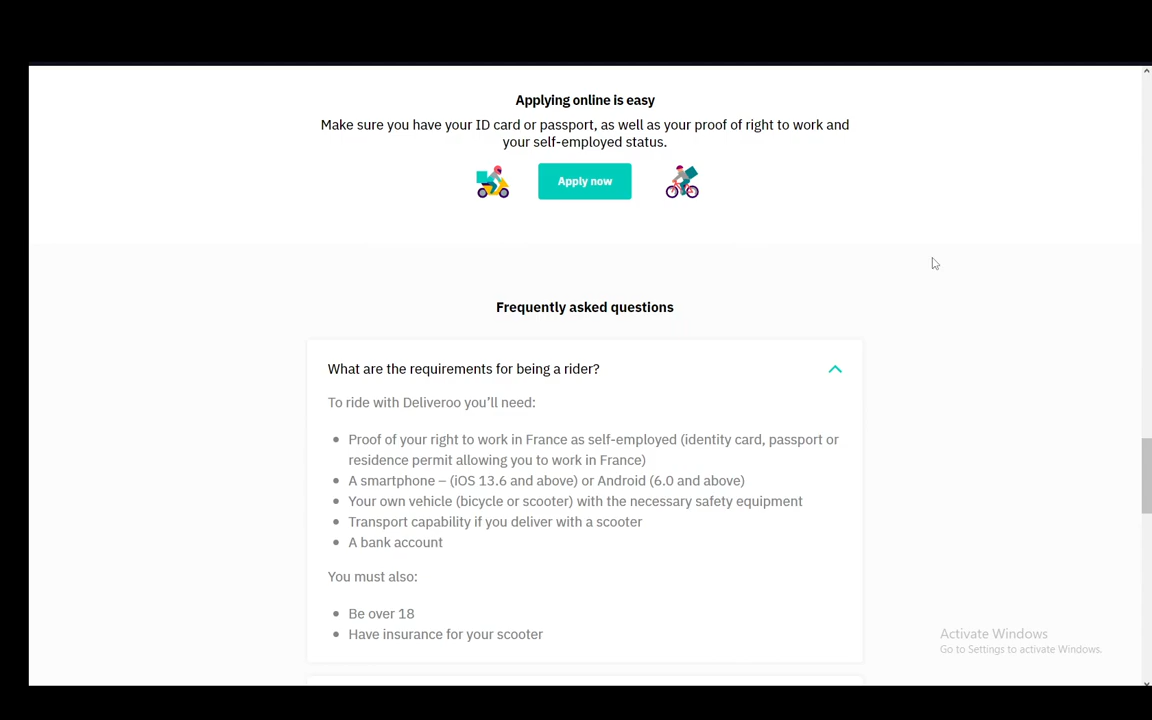 Applying online is easy
Make sure you have your ID card or passport, as well as your proof of right to work and
your self-employed status.
Apply now
Frequently asked questions
What are the requirements for being a rider?
To ride with Deliveroo you’ll need:
Proof of your right to work in France as self-employed (identity card, passport or
residence permit allowing you to work in France)
A smartphone – (iOS 13.6 and above) or Android (6.0 and above)
Your own vehicle (bicycle or scooter) with the necessary safety equipment
Transport capability if you deliver with a scooter
A bank account
You must also:
Be over 18
Have insurance for your scooter
Activate Windows
Go to Settings to activate Windows.